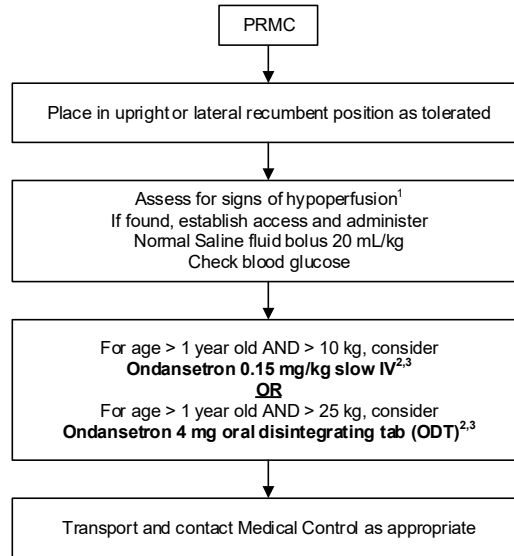 PRMC
Place in upright or lateral recumbent position as tolerated
Assess for signs of hypoperfusion¹
If found, establish access and administer
Normal Saline fluid bolus 20 mL/kg
Check blood glucose
For age > 1 year old AND > 10 kg, consider
Ondansetron 0.15 mg/kg slow IV²,³
OR
For age > 1 year old AND > 25 kg, consider
Ondansetron 4 mg oral disintegrating tab (ODT)²,³
Transport and contact Medical Control as appropriate